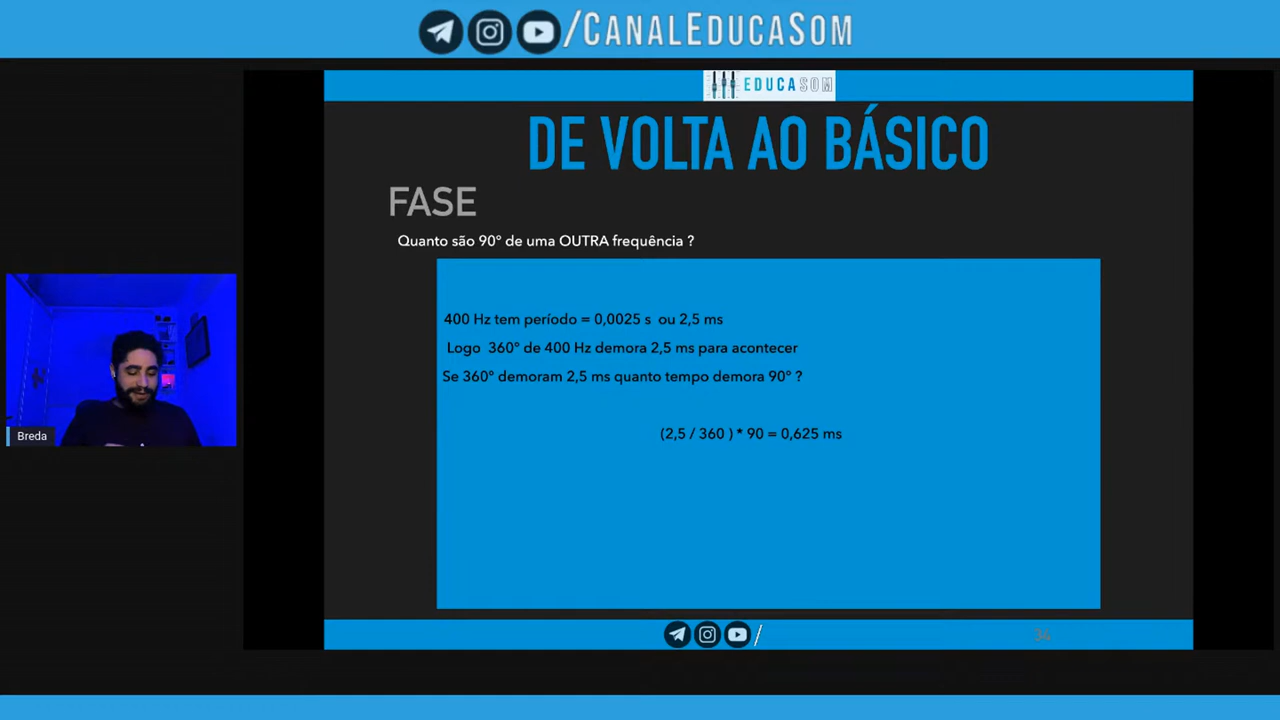 /CANALEDUCASOM
EDUCASOM
DE VOLTA AO BÁSICO
FASE
Quanto são 90° de uma OUTRA frequência ?
400 Hz tem período = 0,0025 s ou 2,5 ms
Logo 360° de 400 Hz demora 2,5 ms para acontecer
Se 360° demoram 2,5 ms quanto tempo demora 90° ?
(2,5 / 360 ) * 90 = 0,625 ms
Breda
/
34